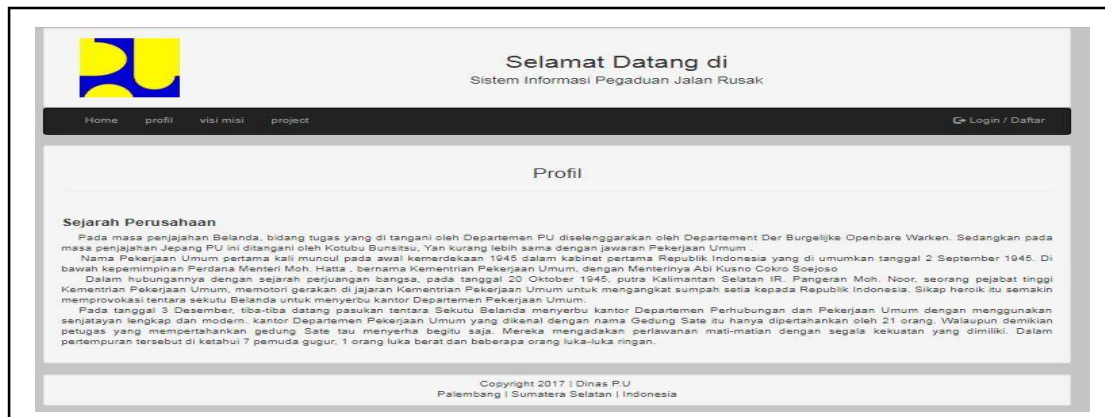 Selamat Datang di
Sistem Informasi Pegaduan Jalan Rusak
Home profil visi misi project Login / Daftar
Profil
Sejarah Perusahaan
Pada masa penjajahan Belanda, bidang tugas yang di tangani oleh Departemen PU diselenggarakan oleh Departement Der Burgelijke Openbare Warken. Sedangkan pada
masa penjajahan Jepang PU ini ditangani oleh Kotubu Bunsitsu, Yan kurang lebih sama dengan jawaran Pekerjaan Umum .
Nama Pekerjaan Umum pertama kali muncul pada awal kemerdekaan 1945 dalam kabinet pertama Republik Indonesia yang di umumkan tanggal 2 September 1945. Di
bawah kepemimpinan Perdana Menteri Moh. Hatta , bernama Kementrian Pekerjaan Umum, dengan Menterinya Abi Kusno Cokro Soejoso
Dalam hubungannya dengan sejarah perjuangan bangsa, pada tanggal 20 Oktober 1945, putra Kalimantan Selatan IR. Pangeran Moh. Noor, seorang pejabat tinggi
Kementrian Pekerjaan Umum, memotori gerakan di jajaran Kementrian Pekerjaan Umum untuk mengangkat sumpah setia kepada Republik Indonesia. Sikap heroik itu semakin
memprovokasi tentara sekutu Belanda untuk menyerbu kantor Departemen Pekerjaan Umum.
Pada tanggal 3 Desember, tiba-tiba datang pasukan tentara Sekutu Belanda menyerbu kantor Departemen Perhubungan dan Pekerjaan Umum dengan menggunakan
senjatayan lengkap dan modern. kantor Departemen Pekerjaan Umum yang dikenal dengan nama Gedung Sate itu hanya dipertahankan oleh 21 orang. Walaupun demikian
petugas yang mempertahankan gedung Sate tau menyerha begitu saja. Mereka mengadakan perlawanan mati-matian dengan segala kekuatan yang dimiliki. Dalam
pertempuran tersebut di ketahui 7 pemuda gugur, 1 orang luka berat dan beberapa orang luka-luka ringan.
Copyright 2017 | Dinas P.U
Palembang | Sumatera Selatan | Indonesia